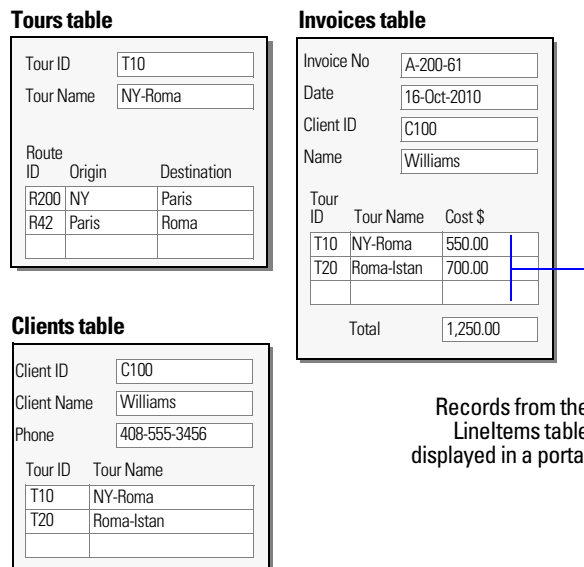 Tours table
Tour ID T10
Tour Name NY-Roma
Route
ID Origin Destination
R200 NY Paris
R42 Paris Roma
Clients table
Client ID C100
Client Name Williams
Phone 408-555-3456
Tour ID Tour Name
T10 NY-Roma
T20 Roma-Istan
Invoices table
Invoice No A-200-61
Date 16-Oct-2010
Client ID C100
Name Williams
Tour
ID Tour Name Cost $
T10 NY-Roma 550.00
T20 Roma-Istan 700.00
Total 1,250.00
Records from the
LineItems table
displayed in a porta